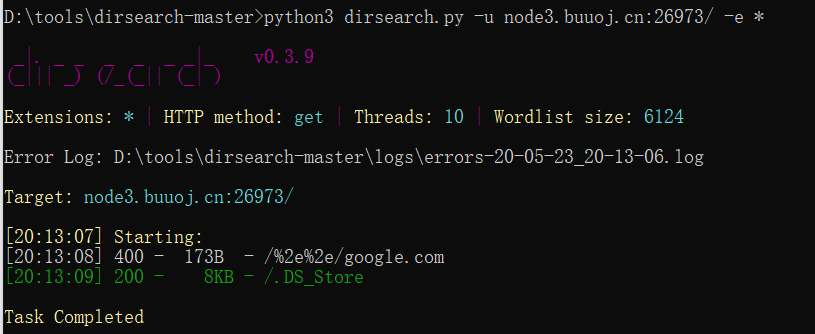 D:\tools\dirsearch-master>python3 dirsearch.py -u node3.buuoj.cn:26973/ -e *
v0.3.9
Extensions: * | HTTP method: get | Threads: 10 | Wordlist size: 6124
Error Log: D:\tools\dirsearch-master\logs\errors-20-05-23_20-13-06.log
Target: node3.buuoj.cn:26973/
[20:13:07] Starting:
[20:13:08] 400 -  173B  - /%2e%2e/google.com
[20:13:09] 200 -    8KB - /.DS_Store
Task Completed